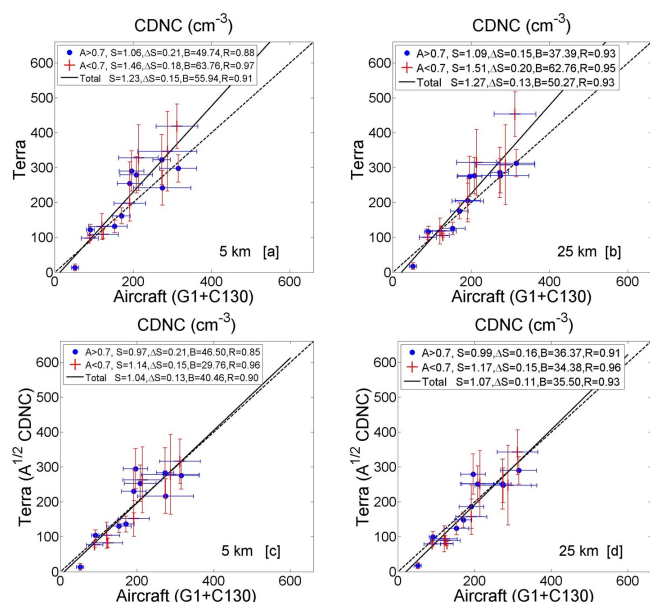 CDNC (cm-3)
A>0.7, S=1.06,ΔS=0.21,B=49.74,R=0.88
A<0.7, S=1.46,ΔS=0.18,B=63.76,R=0.97
Total S=1.23,ΔS=0.15,B=55.94,R=0.91
600
500
400
300
200
100
0
Terra
5 km [a]
0 200 400 600
Aircraft (G1+C130)
CDNC (cm-3)
A>0.7, S=1.09,ΔS=0.15,B=37.39,R=0.93
A<0.7, S=1.51,ΔS=0.20,B=62.76,R=0.95
Total S=1.27,ΔS=0.13,B=50.27,R=0.93
600
500
400
300
200
100
0
Terra
25 km [b]
0 200 400 600
Aircraft (G1+C130)
CDNC (cm-3)
A>0.7, S=0.97,ΔS=0.21,B=46.50,R=0.85
A<0.7, S=1.14,ΔS=0.15,B=29.76,R=0.96
Total S=1.04,ΔS=0.13,B=40.46,R=0.90
600
500
400
300
200
100
0
Terra (A1/2 CDNC)
5 km [c]
0 200 400 600
Aircraft (G1+C130)
CDNC (cm-3)
A>0.7, S=0.99,ΔS=0.16,B=36.37,R=0.91
A<0.7, S=1.17,ΔS=0.15,B=34.38,R=0.96
Total S=1.07,ΔS=0.11,B=35.50,R=0.93
600
500
400
300
200
100
0
Terra (A1/2 CDNC)
25 km [d]
0 200 400 600
Aircraft (G1+C130)